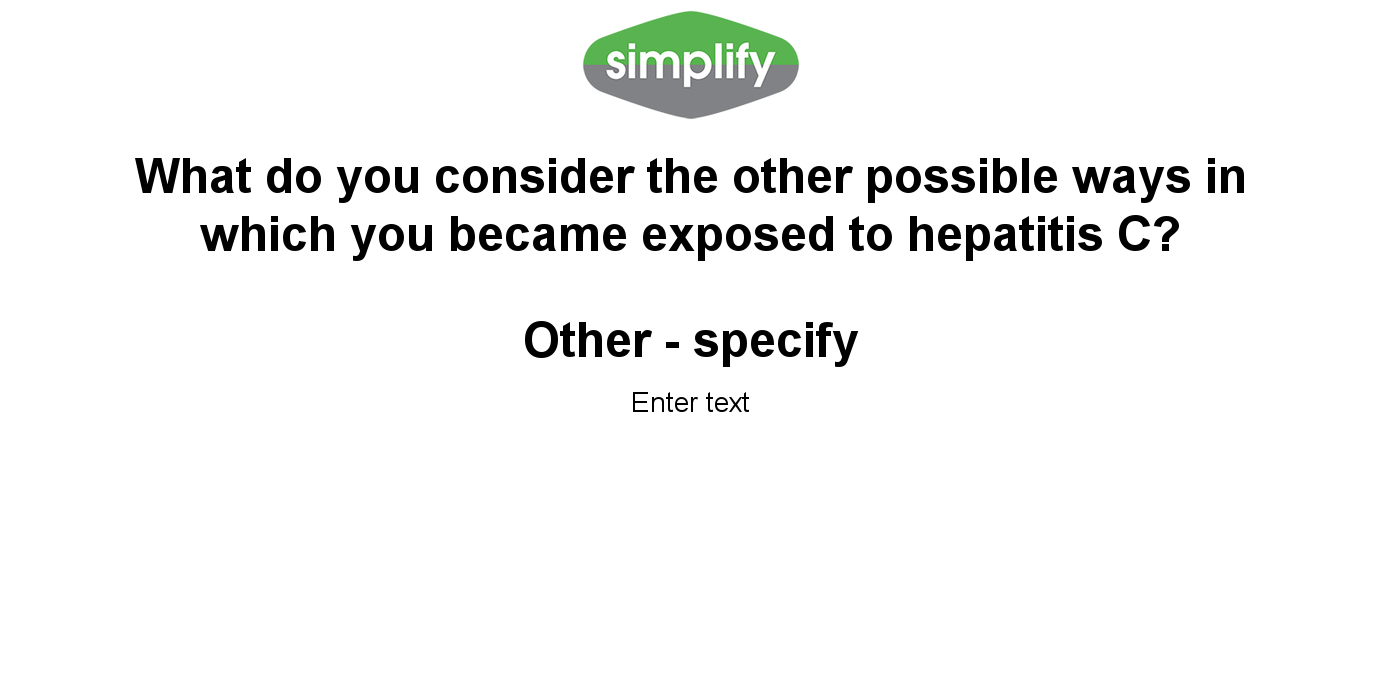 simplify
What do you consider the other possible ways in
which you became exposed to hepatitis C?
Other - specify
Enter text